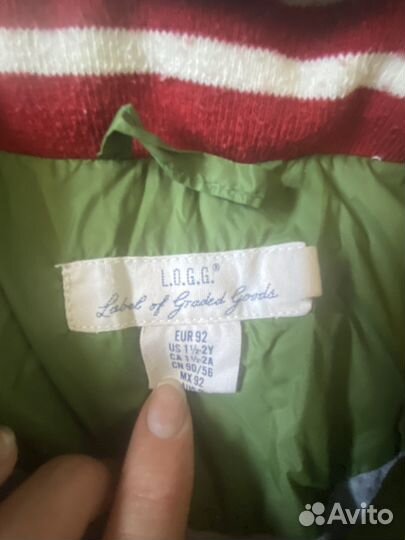 L.O.G.G.®
Label of Graded Goods
EUR 92
US 1½-2Y
CA 1½-2A
CN 90/56
MX 92
Avito